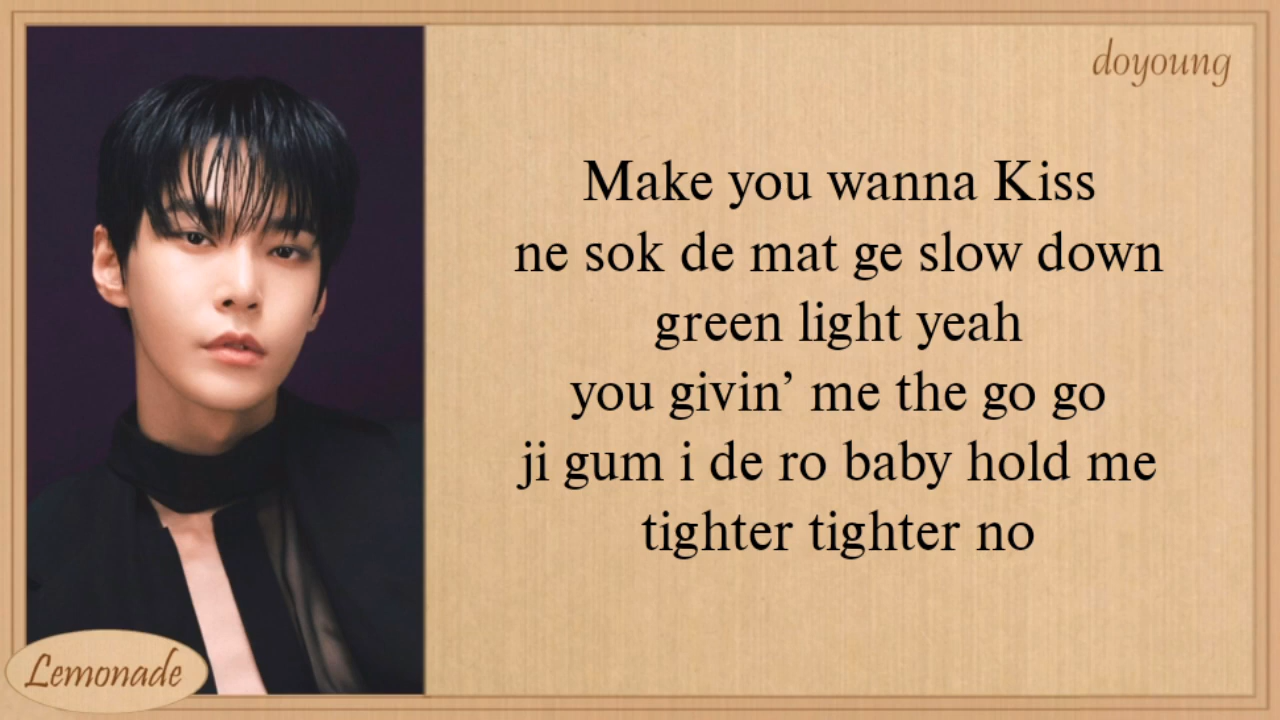 doyoung
Make you wanna Kiss
ne sok de mat ge slow down
green light yeah
you givin’ me the go go
ji gum i de ro baby hold me
tighter tighter no
Lemonade